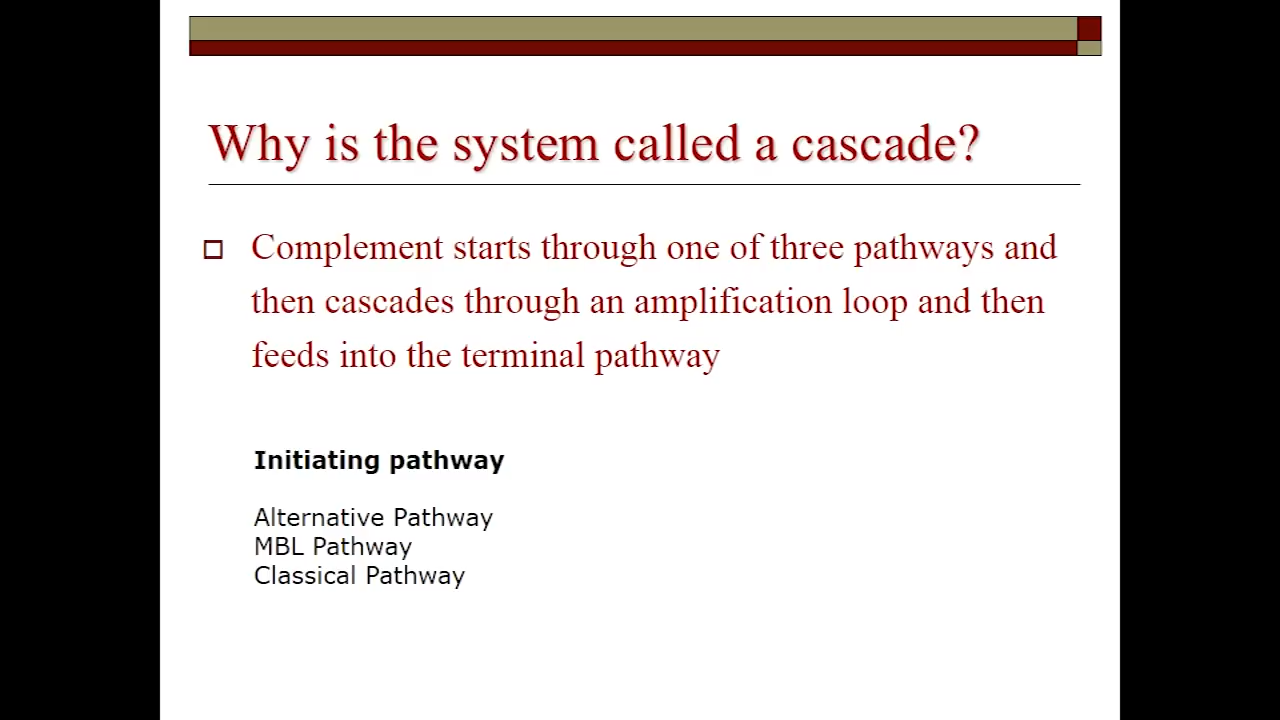 Why is the system called a cascade?
Complement starts through one of three pathways and
then cascades through an amplification loop and then
feeds into the terminal pathway
Initiating pathway
Alternative Pathway
MBL Pathway
Classical Pathway